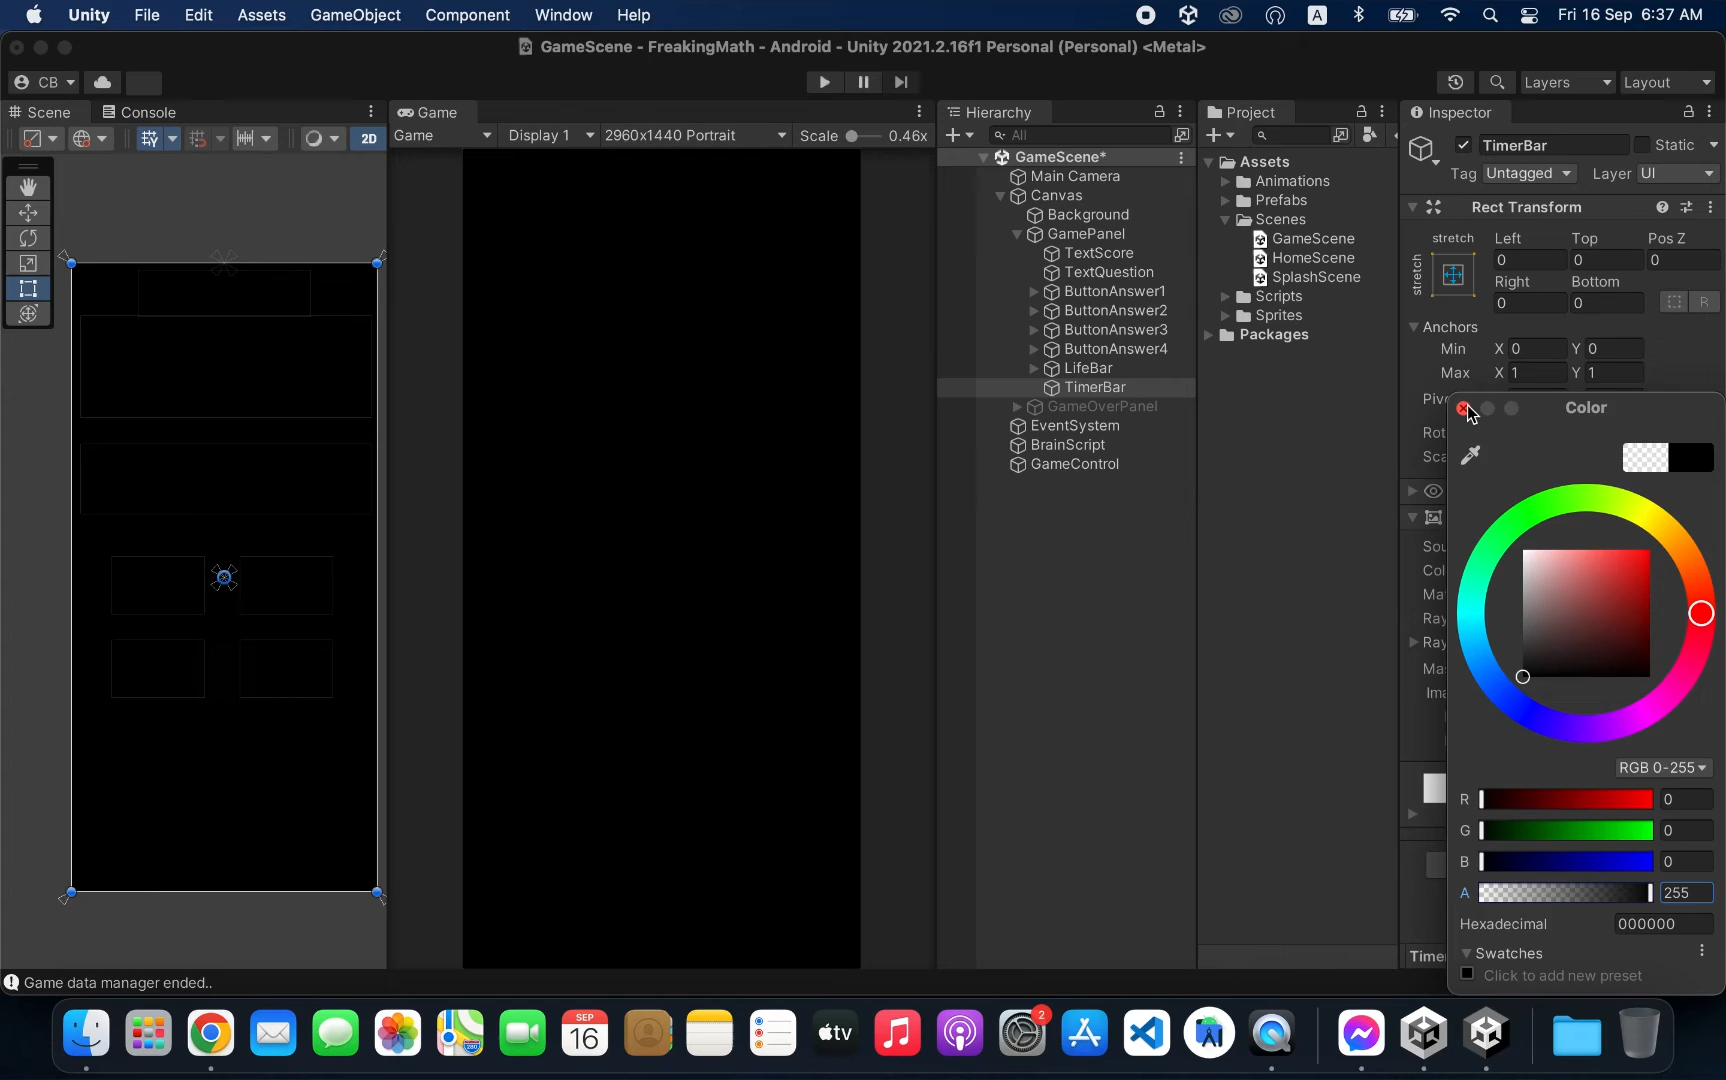 Unity File Edit Assets GameObject Component Window Help A Fri 16 Sep 6:37 AM
GameScene - FreakingMath - Android - Unity 2021.2.16f1 Personal (Personal) <Metal>
CB Layers Layout
Scene Console Game Hierarchy Project Inspector
2D Game Display 1 2960x1440 Portrait Scale 0.46x All
TimerBar Static
Tag Untagged Layer UI
GameScene*
Main Camera
Canvas
Background
GamePanel
TextScore
TextQuestion
ButtonAnswer1
ButtonAnswer2
ButtonAnswer3
ButtonAnswer4
LifeBar
TimerBar
GameOverPanel
EventSystem
BrainScript
GameControl
Assets
Animations
Prefabs
Scenes
GameScene
HomeScene
SplashScene
Scripts
Sprites
Packages
Rect Transform
stretch Left Top Pos Z
stretch 0 0 0
Right Bottom
0 0 R
Anchors
Min X 0 Y 0
Max X 1 Y 1
Color
RGB 0-255
R 0
G 0
B 0
A 255
Hexadecimal 000000
Swatches
Click to add new preset
Game data manager ended..
SEP
16
tv
2